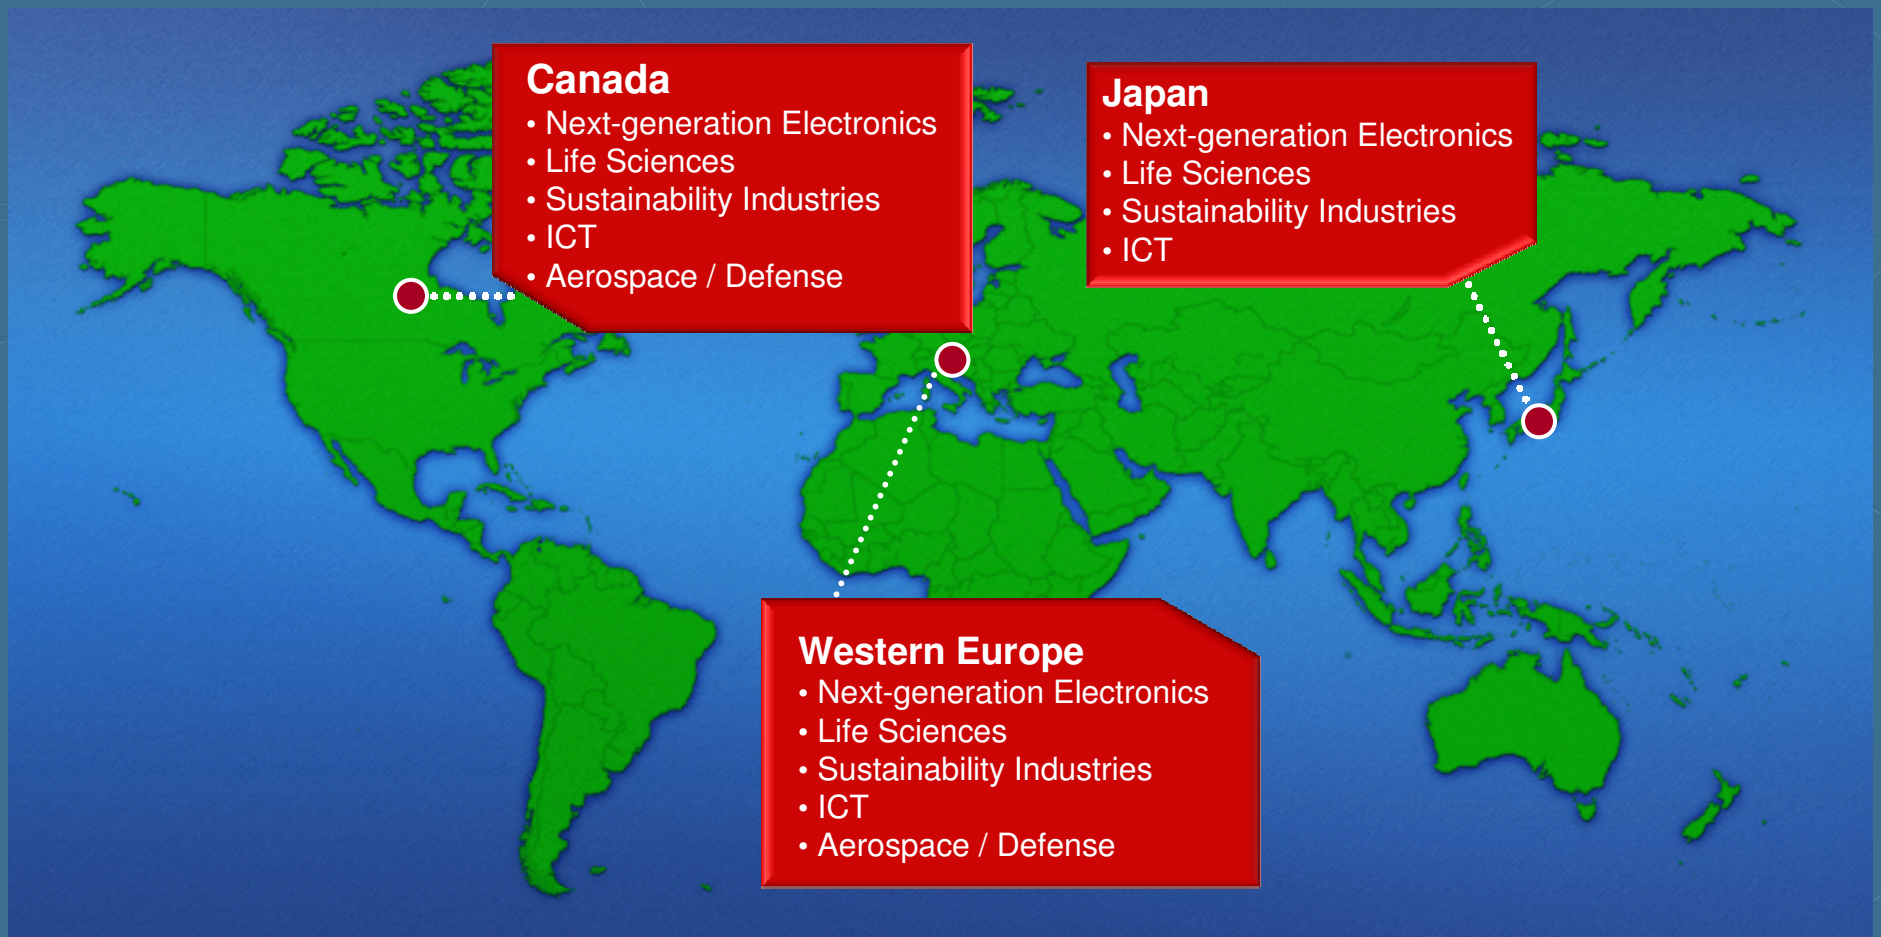 Canada
• Next-generation Electronics
• Life Sciences
• Sustainability Industries
• ICT
• Aerospace / Defense
Japan
• Next-generation Electronics
• Life Sciences
• Sustainability Industries
• ICT
Western Europe
• Next-generation Electronics
• Life Sciences
• Sustainability Industries
• ICT
• Aerospace / Defense